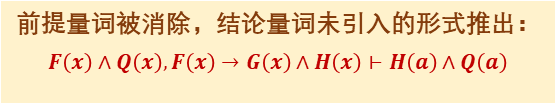 前提量词被消除，结论量词未引入的形式推出：
F(x) ∧ Q(x), F(x) → G(x) ∧ H(x) ⊢ H(a) ∧ Q(a)